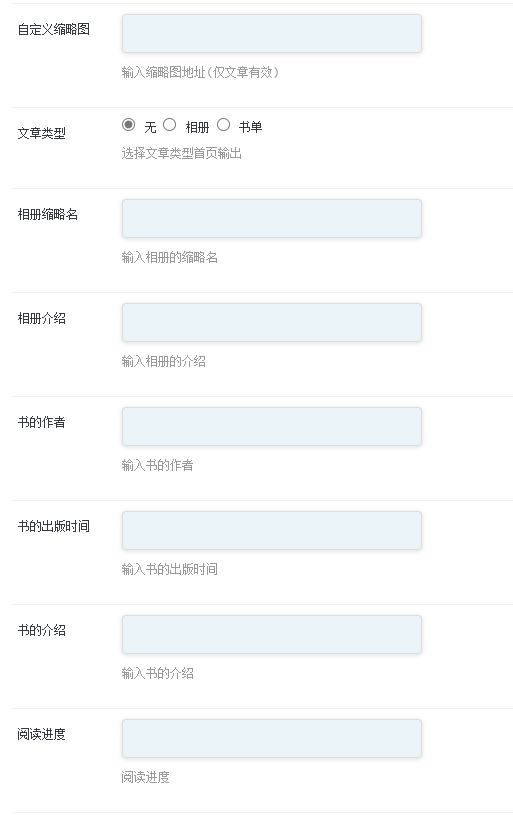 自定义缩略图
输入缩略图地址(仅文章有效)
文章类型
无 相册 书单
选择文章类型首页输出
相册缩略名
输入相册的缩略名
相册介绍
输入相册的介绍
书的作者
输入书的作者
书的出版时间
输入书的出版时间
书的介绍
输入书的介绍
阅读进度
阅读进度